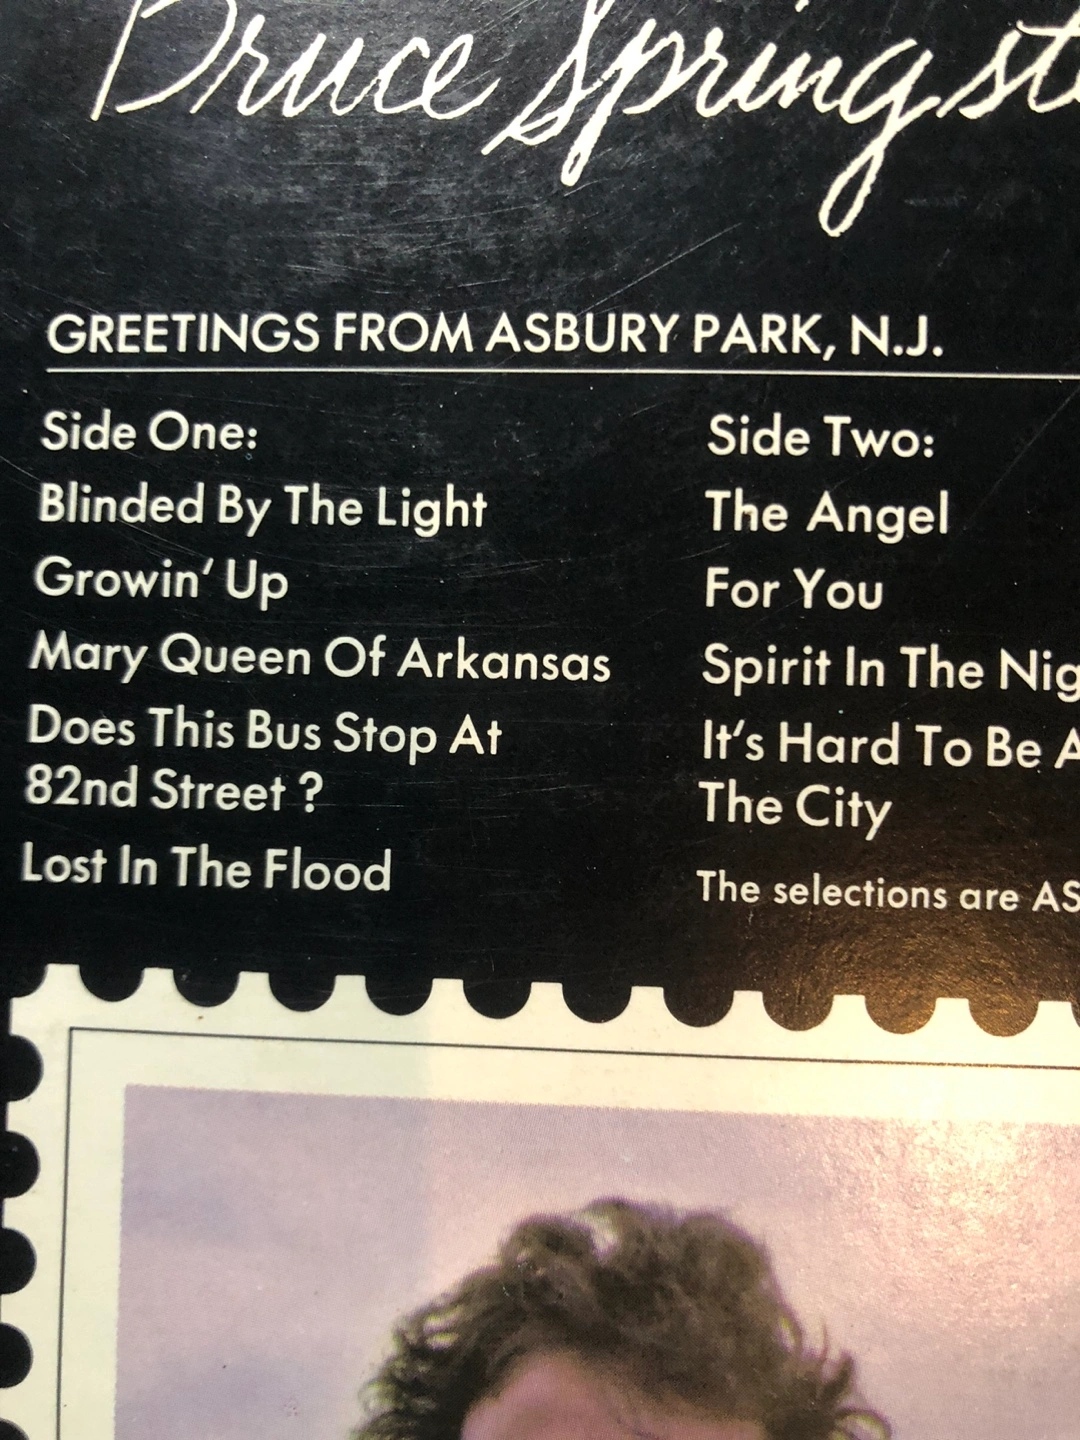 Bruce Springst
GREETINGS FROM ASBURY PARK, N.J.
Side One:
Blinded By The Light
Growin' Up
Mary Queen Of Arkansas
Does This Bus Stop At
82nd Street ?
Lost In The Flood
Side Two:
The Angel
For You
Spirit In The Nig
It's Hard To Be A
The City
The selections are AS